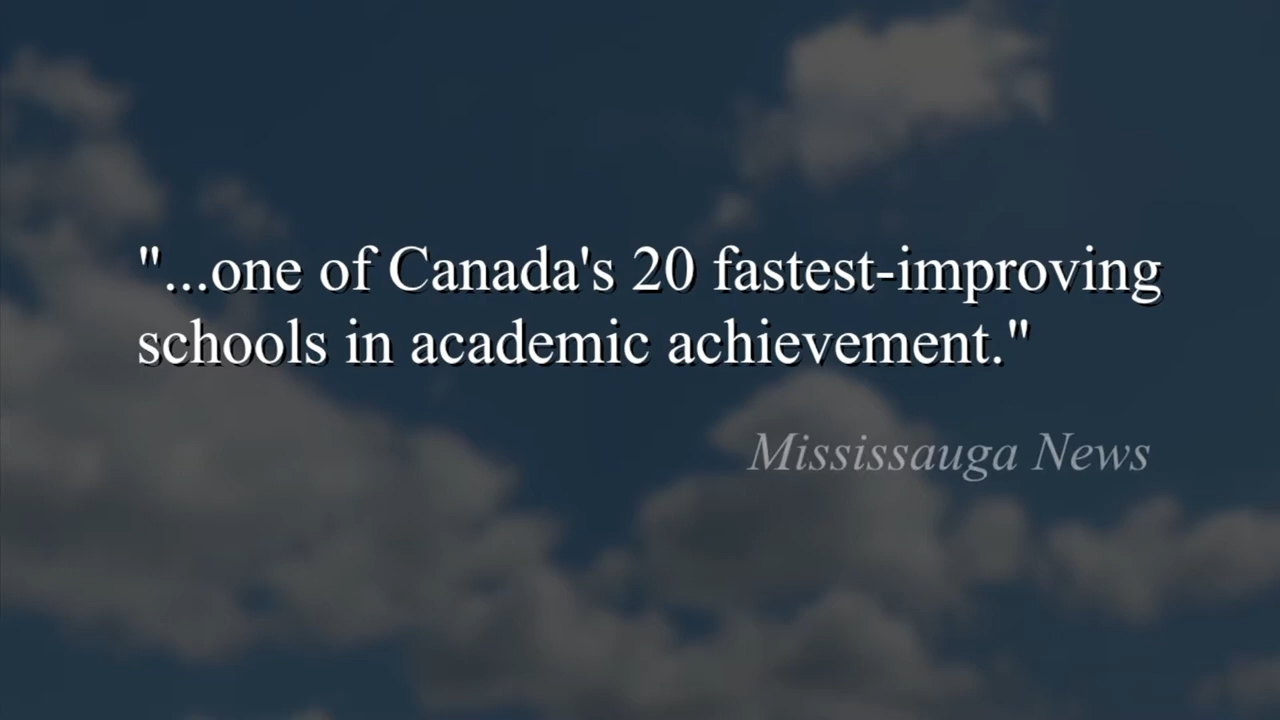 "...one of Canada's 20 fastest-improving
schools in academic achievement."
Mississauga News